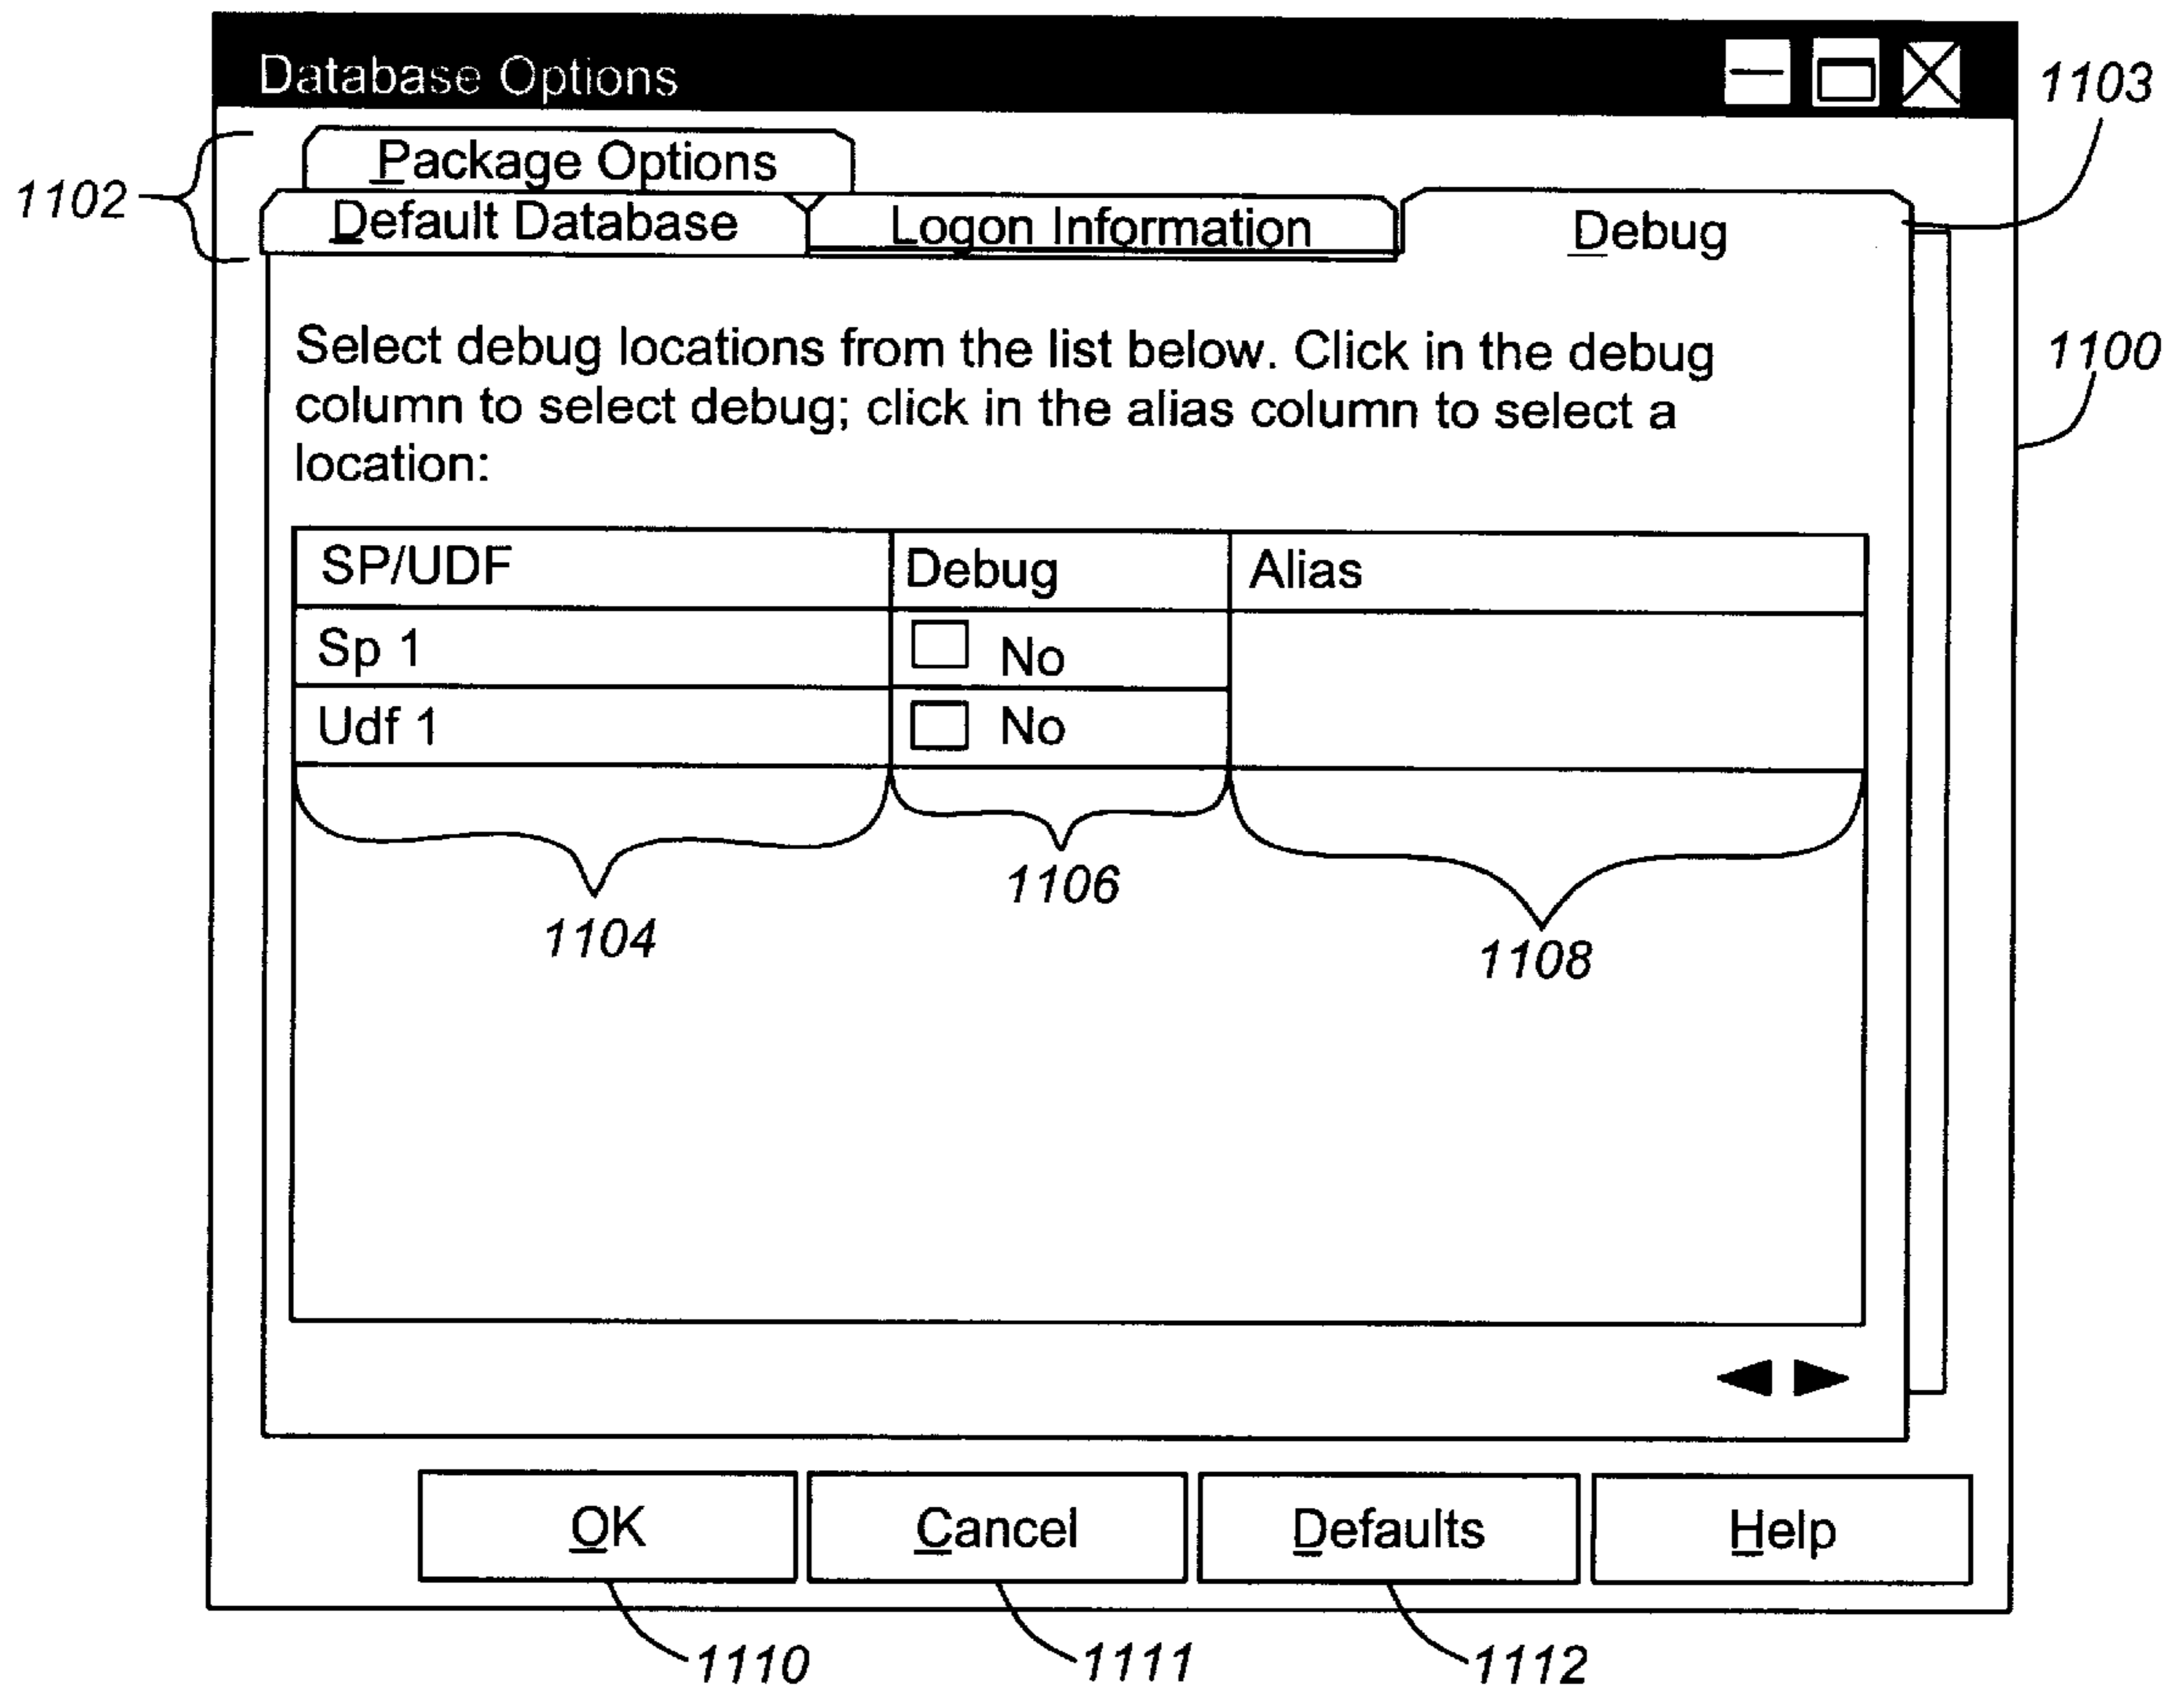 Database Options
1103
Package Options
1102
Default Database Logon Information Debug
1100
Select debug locations from the list below. Click in the debug
column to select debug; click in the alias column to select a
location:
SP/UDF Debug Alias
Sp 1 No
Udf 1 No
1104 1106 1108
OK Cancel Defaults Help
1110 1111 1112